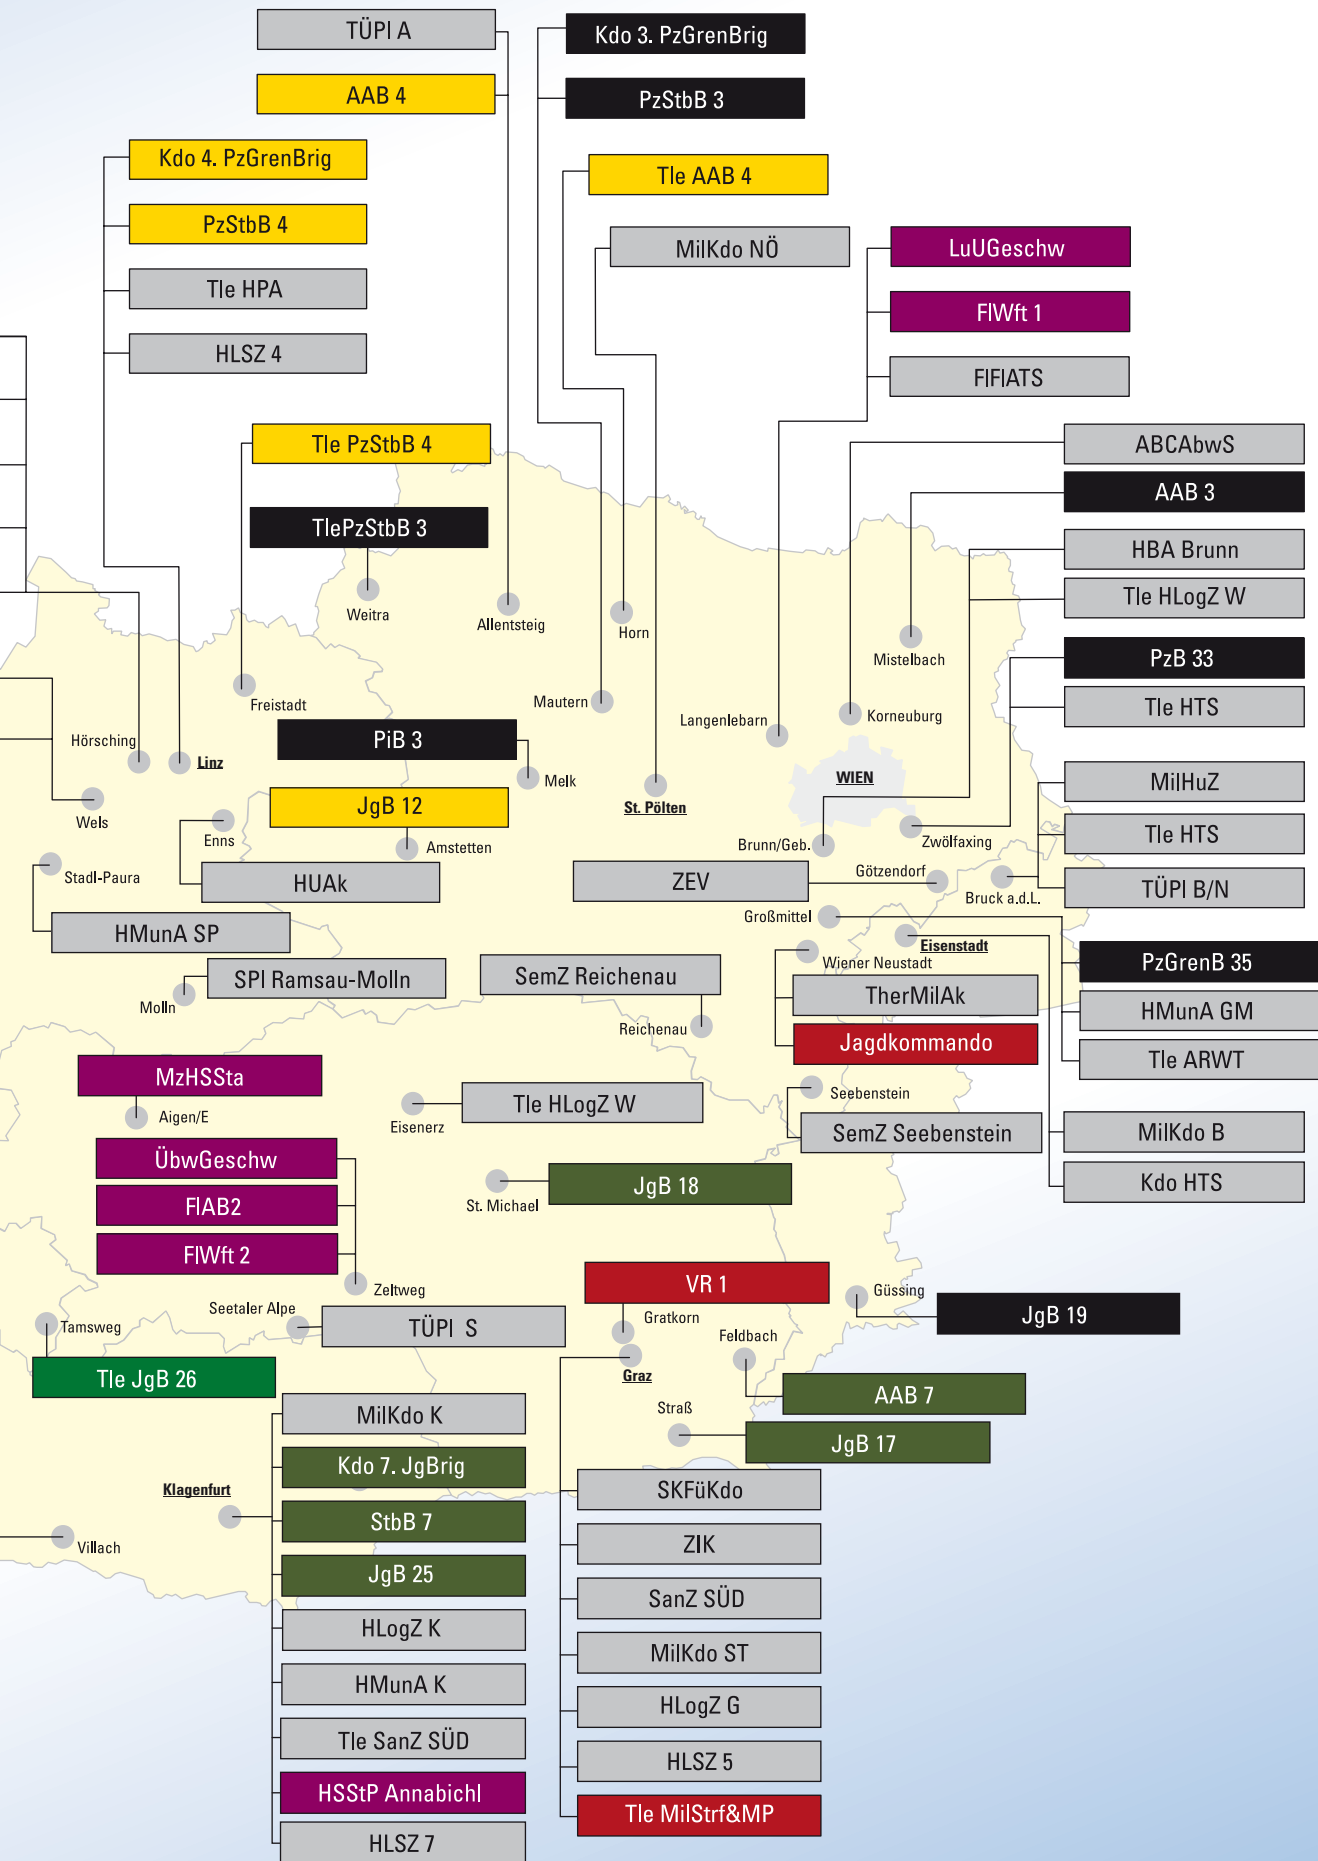 TÜPl A
Kdo 3. PzGrenBrig
AAB 4
PzStbB 3
Kdo 4. PzGrenBrig
Tle AAB 4
PzStbB 4
MilKdo NÖ
LuUGeschw
Tle HPA
FlWft 1
HLSZ 4
FlFlATS
Tle PzStbB 4
ABCAbwS
AAB 3
TlePzStbB 3
HBA Brunn
Tle HLogZ W
Weitra
Allentsteig
Horn
Mistelbach
PzB 33
Tle HTS
Freistadt
Mautern
Langenlebarn
Korneuburg
Hörsching
Linz
PiB 3
Melk
WIEN
MilHuZ
St. Pölten
Wels
JgB 12
Enns
Amstetten
Brunn/Geb.
Zwölfaxing
Tle HTS
Stadl-Paura
HUAk
ZEV
Götzendorf
Bruck a.d.L.
TÜPl B/N
Großmittel
HMunA SP
Eisenstadt
Wiener Neustadt
PzGrenB 35
SPl Ramsau-Molln
SemZ Reichenau
TherMilAk
Molln
HMunA GM
Reichenau
Jagdkommando
Tle ARWT
MzHSSta
Aigen/E
Tle HLogZ W
Eisenerz
Seebenstein
SemZ Seebenstein
MilKdo B
ÜbwGeschw
Kdo HTS
FlAB2
JgB 18
St. Michael
FlWft 2
Zeltweg
VR 1
Güssing
Seetaler Alpe
Gratkorn
JgB 19
Tamsweg
TÜPl S
Feldbach
Graz
Tle JgB 26
AAB 7
MilKdo K
Straß
JgB 17
Kdo 7. JgBrig
Klagenfurt
SKFüKdo
StbB 7
ZIK
Villach
JgB 25
SanZ SÜD
HLogZ K
MilKdo ST
HMunA K
HLogZ G
Tle SanZ SÜD
HLSZ 5
HSStP Annabichl
Tle MilStrf&MP
HLSZ 7